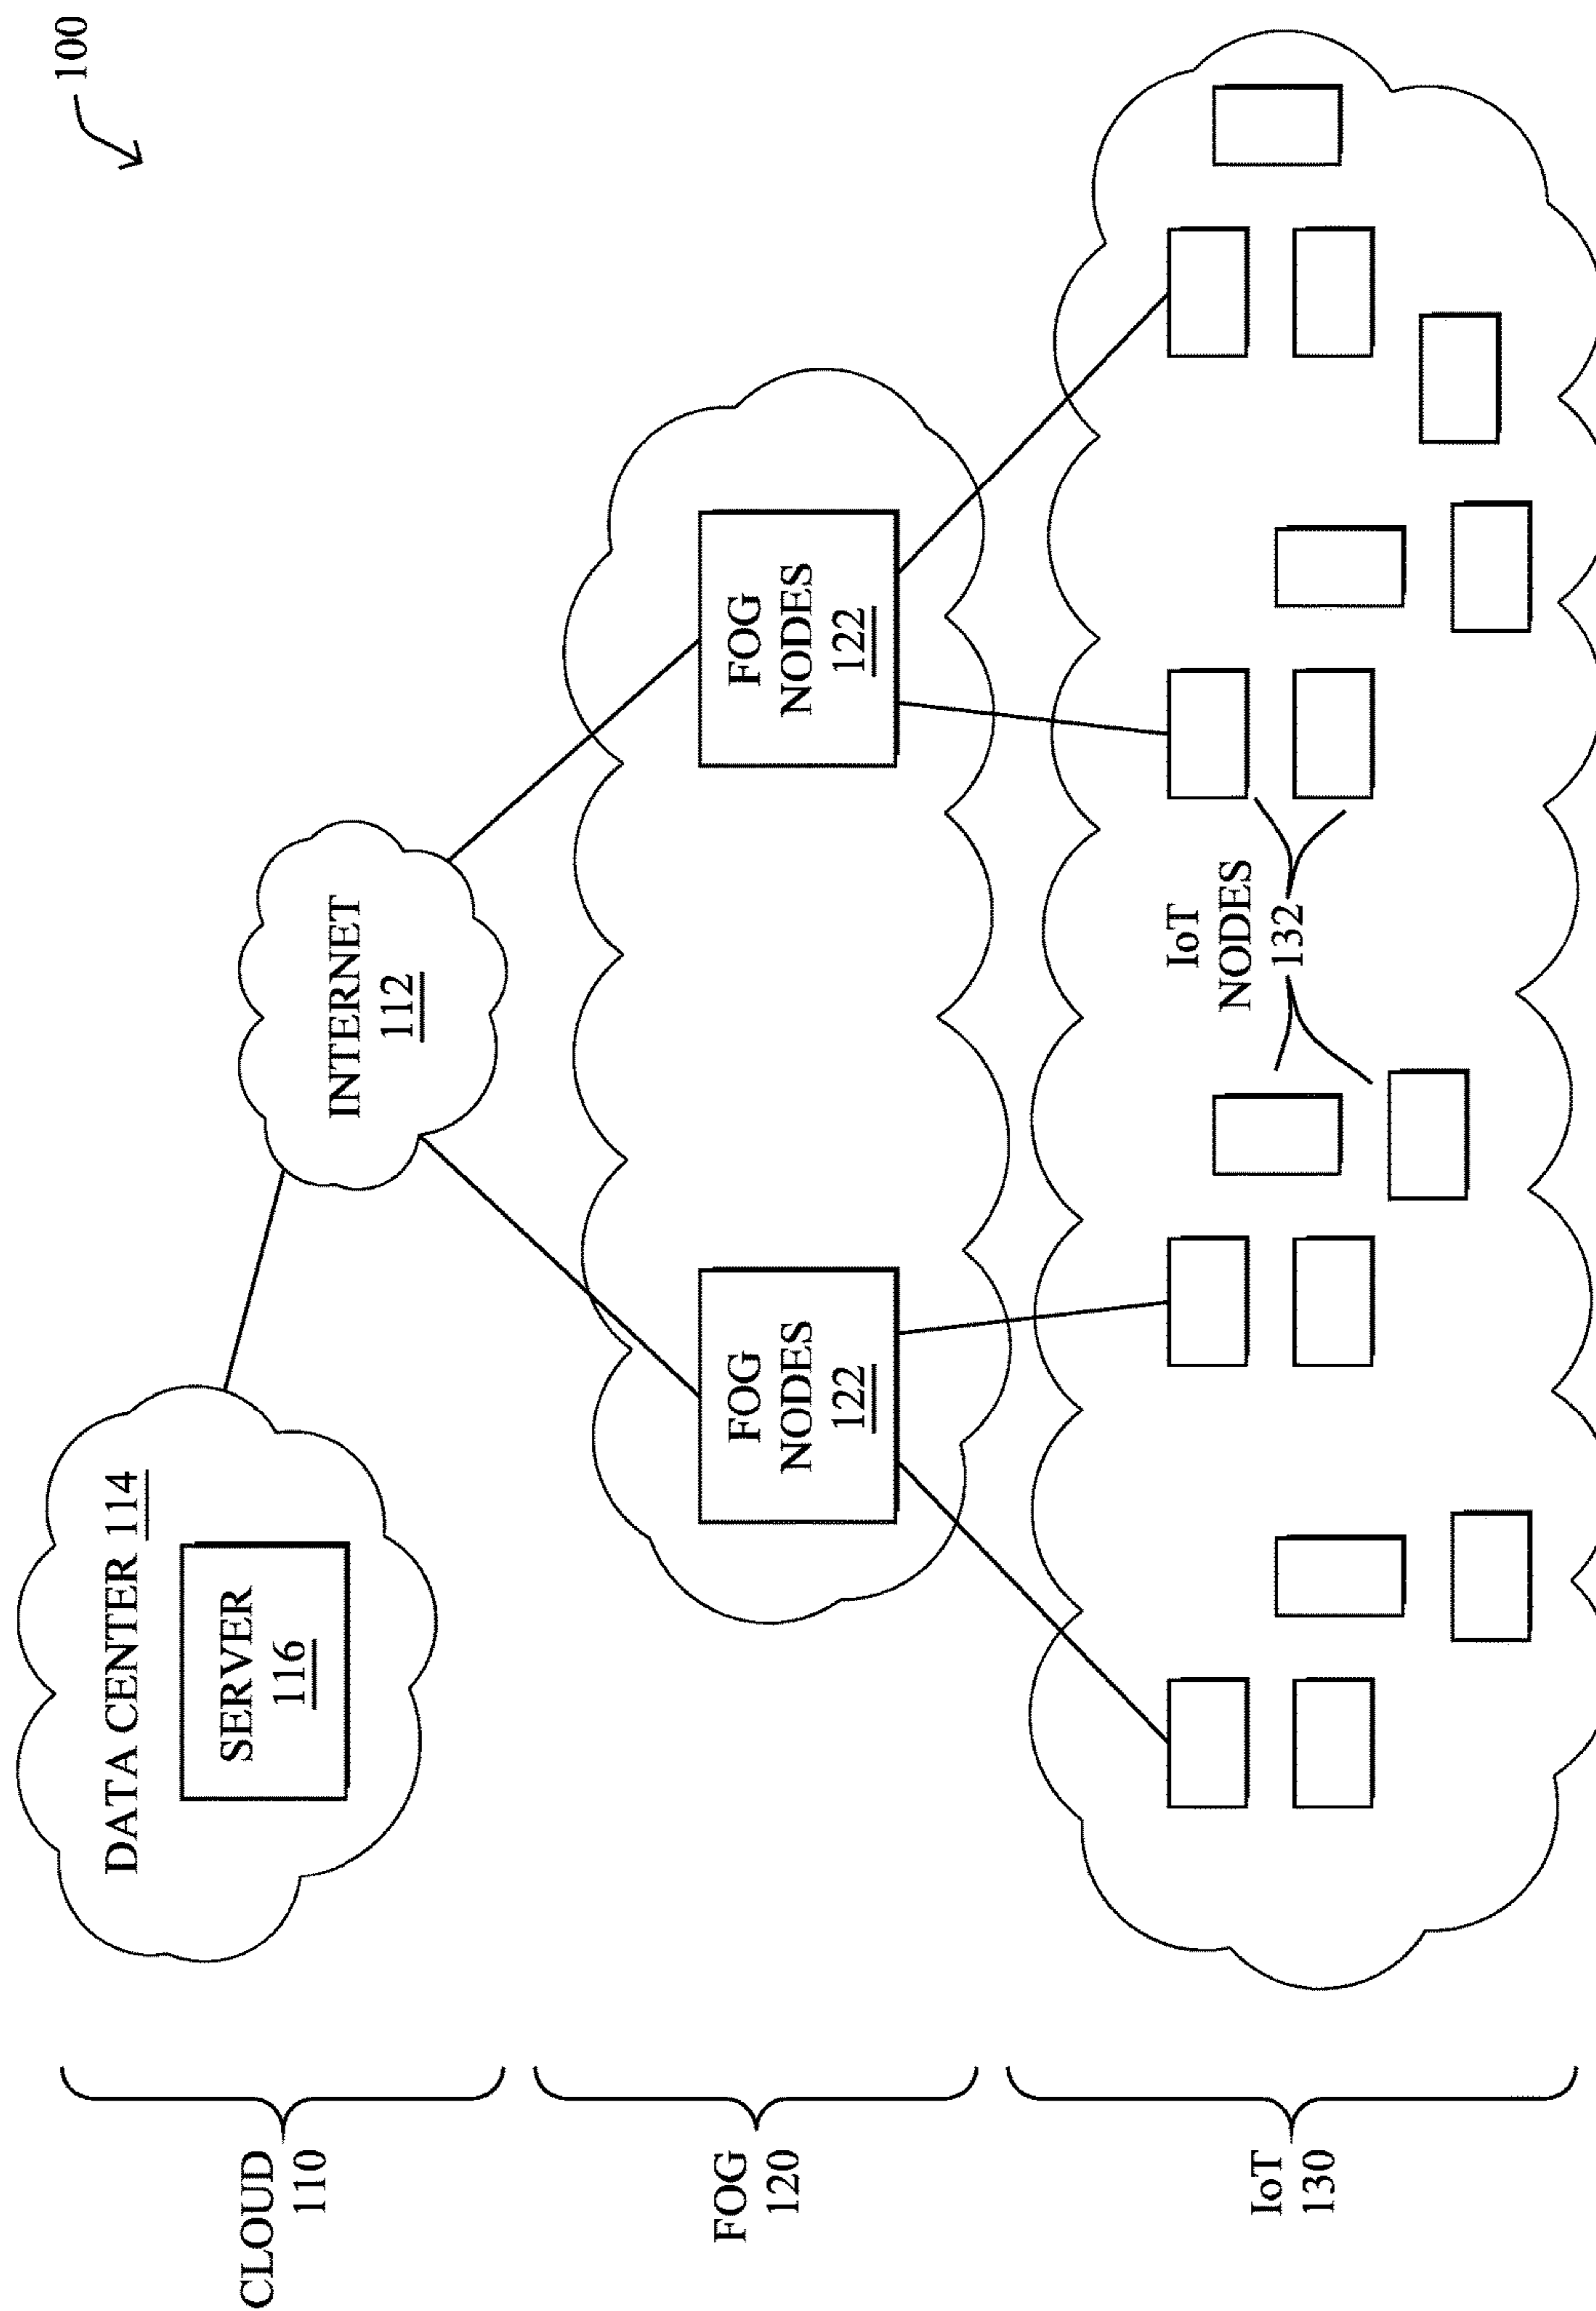 100
DATA CENTER 114
SERVER
116
INTERNET
112
CLOUD
110
FOG
NODES
122
FOG
NODES
122
FOG
120
IoT
NODES
132
IoT
130